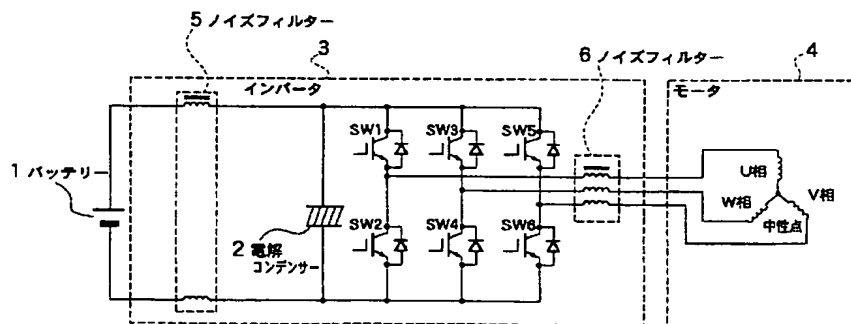 5 ノイズフィルター
3
6 ノイズフィルター
4
インバータ
モータ
SW1
SW3
SW5
1 バッテリー
U相
W相
V相
中性点
2 電解
コンデンサー
SW2
SW4
SW6